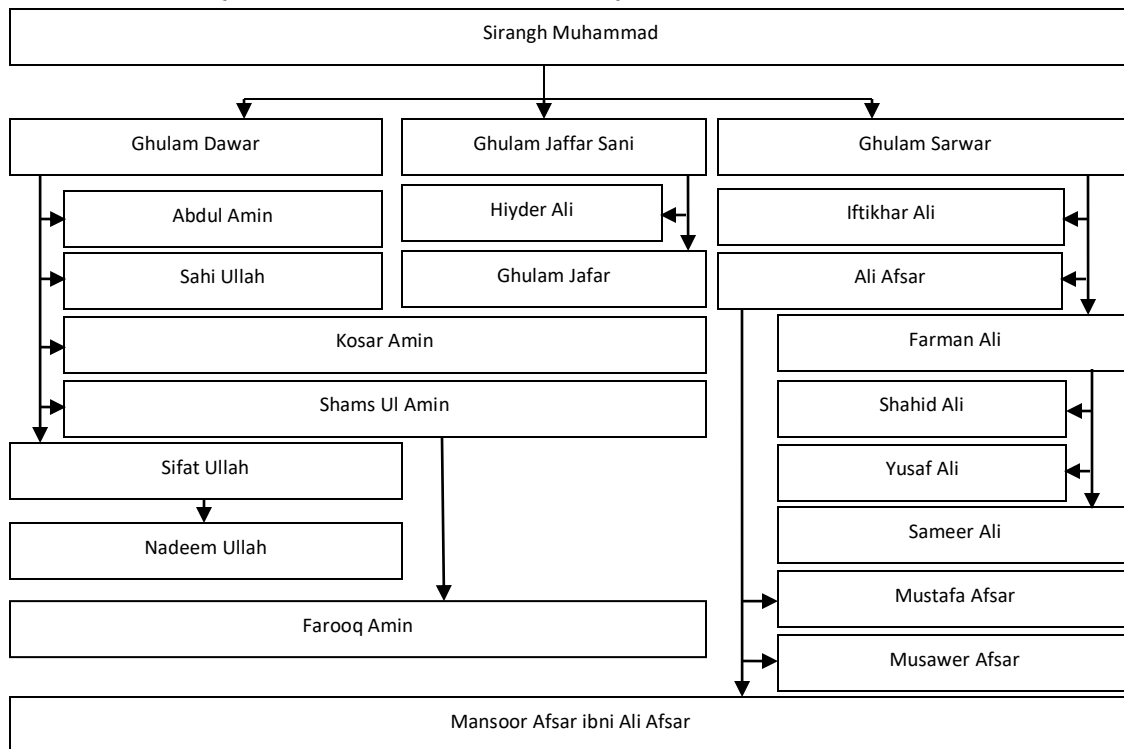 Sirangh Muhammad
Ghulam Dawar
Ghulam Jaffar Sani
Ghulam Sarwar
Abdul Amin
Hiyder Ali
Iftikhar Ali
Sahi Ullah
Ghulam Jafar
Ali Afsar
Kosar Amin
Farman Ali
Shams Ul Amin
Shahid Ali
Sifat Ullah
Yusaf Ali
Nadeem Ullah
Sameer Ali
Farooq Amin
Mustafa Afsar
Musawer Afsar
Mansoor Afsar ibni Ali Afsar